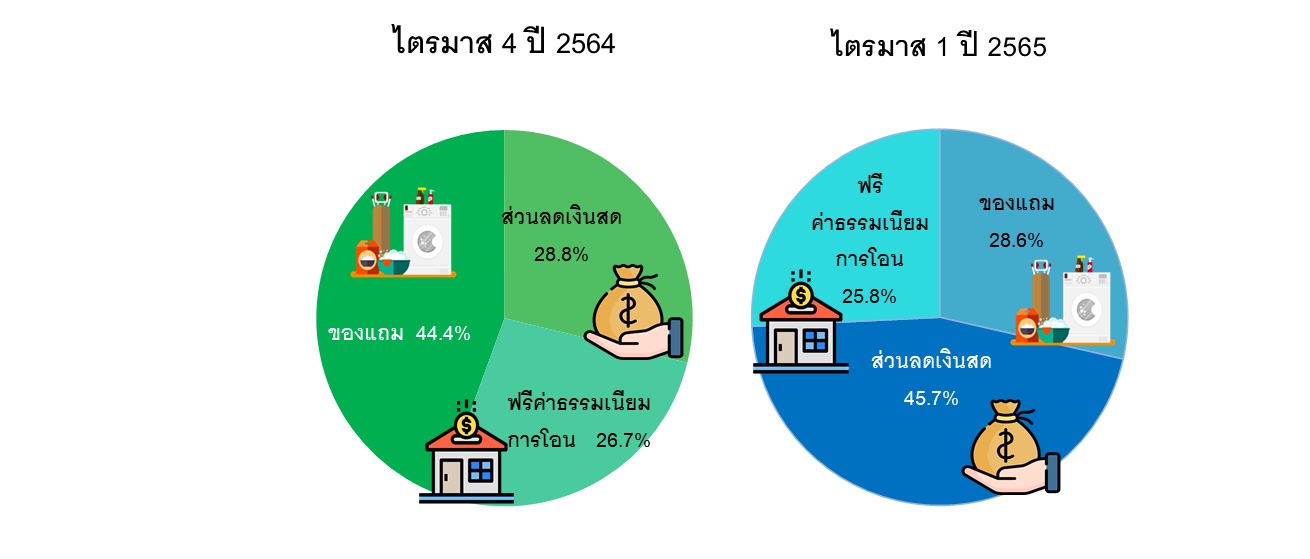 ไตรมาส 4 ปี 2564
ส่วนลดเงินสด
28.8%
ของแถม 44.4%
ฟรีค่าธรรมเนียม
การโอน 26.7%
ไตรมาส 1 ปี 2565
ฟรี
ค่าธรรมเนียม
การโอน
25.8%
ของแถม
28.6%
ส่วนลดเงินสด
45.7%